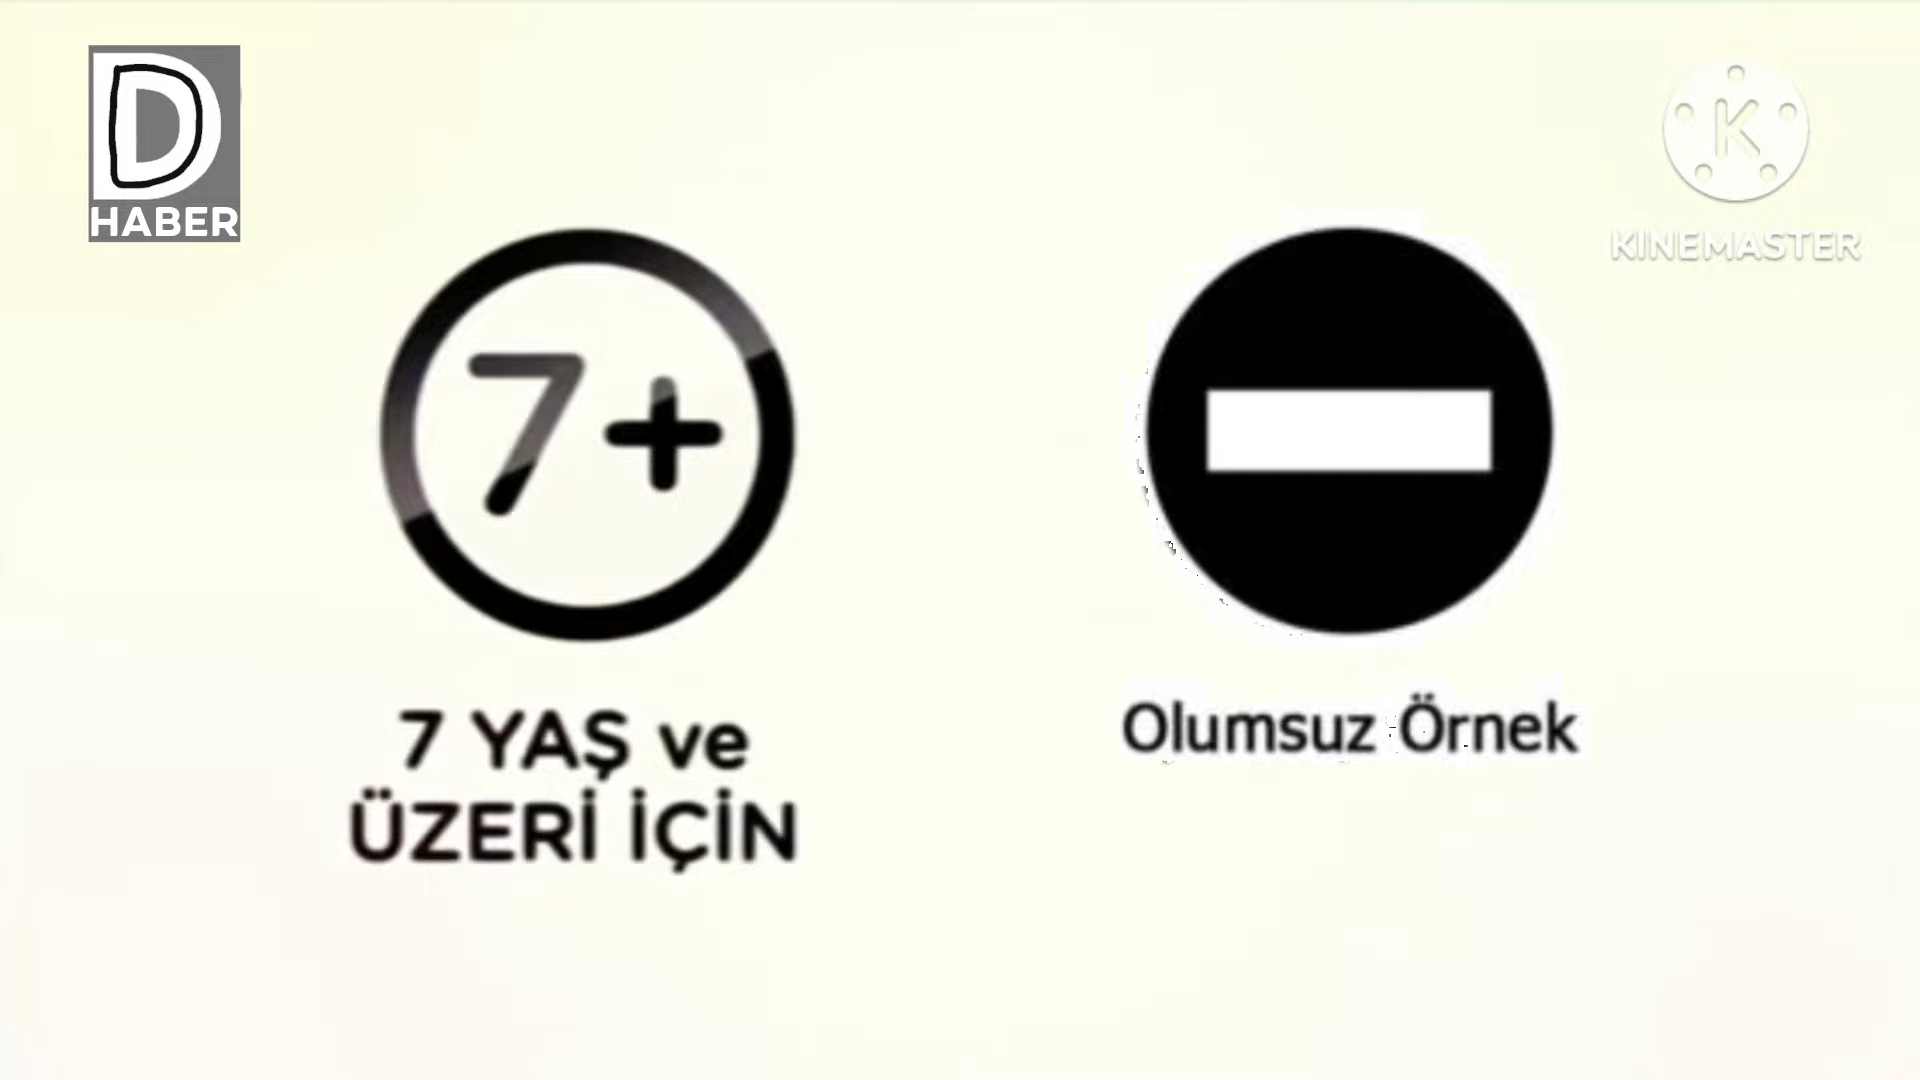 D
HABER
K
KINEMASTER
7+
7 YAŞ ve
ÜZERİ İÇİN
Olumsuz Örnek